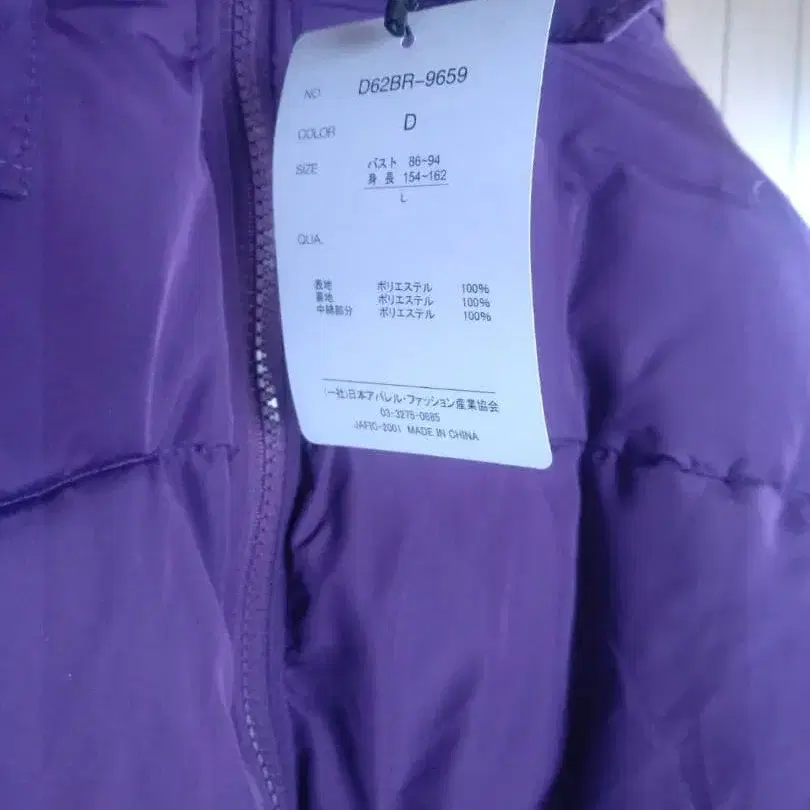 NO. D62BR-9659
COLOR D
SIZE バスト 86~94
身長 154~162
L
QUA.
表地 ポリエステル 100%
裏地 ポリエステル 100%
中綿部分 ポリエステル 100%
(一社)日本アパレル・ファッション産業協会
03-3275-0685
JAFIC-2001 MADE IN CHINA